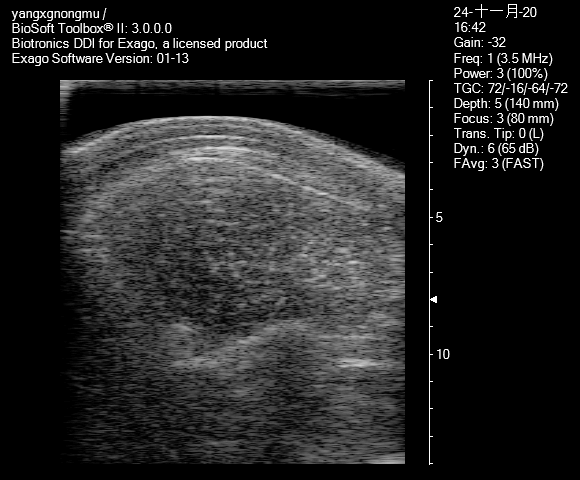 yangxgnongmu /
BioSoft Toolbox® II: 3.0.0.0
Biotronics DDI for Exago, a licensed product
Exago Software Version: 01-13
24-十一月-20
16:42
Gain: -32
Freq: 1 (3.5 MHz)
Power: 3 (100%)
TGC: 72/-16/-64/-72
Depth: 5 (140 mm)
Focus: 3 (80 mm)
Trans. Tip: 0 (L)
Dyn.: 6 (65 dB)
FAvg: 3 (FAST)
5
10